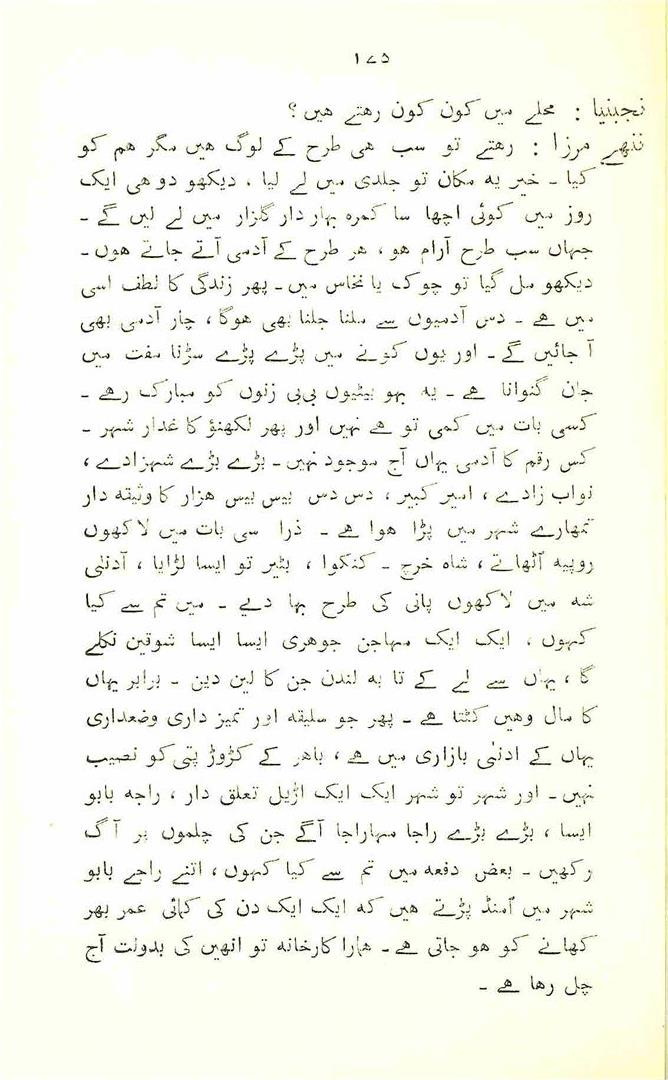 ۱۷۵
نجبنیا : محلے میں کون کون رہتے ہیں ؟
ننھے مرزا : رہتے تو سب ہی طرح کے لوگ ہیں مگر ہم کو
کیا ۔ خیر یہ مکان تو جلدی میں لے لیا ، دیکھو دو ہی ایک
روز میں کوئی اچھا سا کمرہ بہار دار گلزار میں لے لیں گے ۔
جہاں سب طرح آرام ہو ، ہر طرح کے آدمی آتے جاتے ہوں ۔
دیکھو مل گیا تو چوک یا نخاس میں ۔ پھر زندگی کا لطف اسی
میں ہے ۔ دس آدمیوں سے ملنا جلنا بھی ہوگا ، چار آدمی بھی
آ جائیں گے ۔ اور یوں کونے میں پڑے پڑے سڑنا مفت میں
جان گنوانا ہے ۔ یہ بہو بیٹیوں بی بی زنوں کو مبارک رہے ۔
کسی بات میں کمی تو ہے نہیں اور پھر لکھنؤ کا غدار شہر ۔
کس رقم کا آدمی یہاں آج موجود نہیں ۔ بڑے بڑے شہزادے ،
نواب زادے ، امیر کبیر ، دس دس بیس بیس ہزار کا وثیقہ دار
تمھارے شہر میں پڑا ہوا ہے ۔ ذرا سی بات میں لاکھوں
روپیہ اٹھاتے ، شاہ خرچ ۔ کنکوا ، بٹیر تو ایسا لڑایا ، ادنیٰ
شہ میں لاکھوں پانی کی طرح بہا دیے ۔ میں تم سے کیا
کہوں ، ایک ایک مہاجن جوہری ایسا ایسا شوقین نکلے
گا ، یہاں سے لے کے تا بہ لندن جن کا لین دین ۔ برابر یہاں
کا مال وہیں کٹتا ہے ۔ پھر جو سلیقہ اور تمیز داری وضعداری
یہاں کے ادنیٰ بازاری میں ہے ، باہر کے کڑوڑ پتی کو نصیب
نہیں ۔ اور شہر تو شہر ایک ایک اڑیل تعلق دار ، راجہ بابو
ایسا ، بڑے بڑے راجا مہاراجا آگے جن کی چلموں پر آگ
رکھیں ۔ بعض دفعہ میں تم سے کیا کہوں ، اتنے راجے بابو
شہر میں اُمنڈ پڑتے ہیں کہ ایک ایک دن کی کمائی عمر بھر
کھانے کو ہو جاتی ہے ۔ ہمارا کارخانہ تو انھیں کی بدولت آج
چل رہا ہے ۔